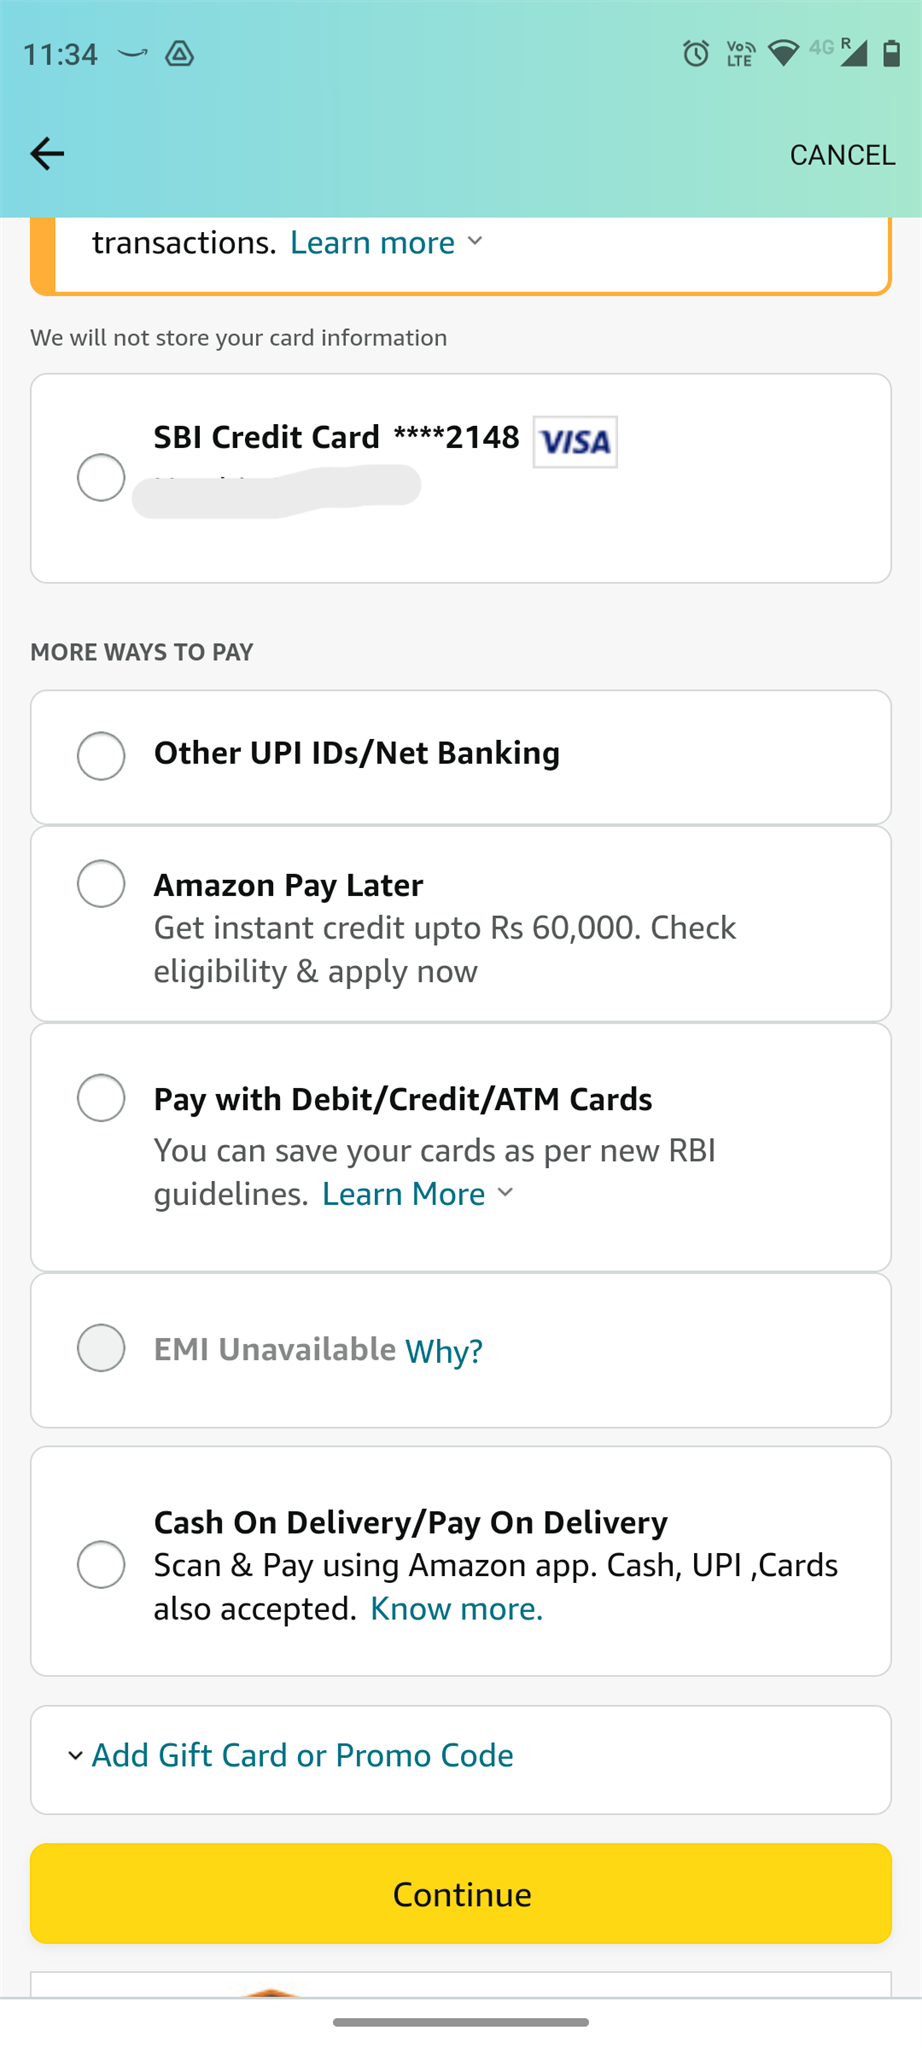 11:34
Vo LTE 4G R
CANCEL
transactions. Learn more
We will not store your card information
SBI Credit Card ****2148 VISA
MORE WAYS TO PAY
Other UPI IDs/Net Banking
Amazon Pay Later
Get instant credit upto Rs 60,000. Check
eligibility & apply now
Pay with Debit/Credit/ATM Cards
You can save your cards as per new RBI
guidelines. Learn More
EMI Unavailable Why?
Cash On Delivery/Pay On Delivery
Scan & Pay using Amazon app. Cash, UPI ,Cards
also accepted. Know more.
Add Gift Card or Promo Code
Continue